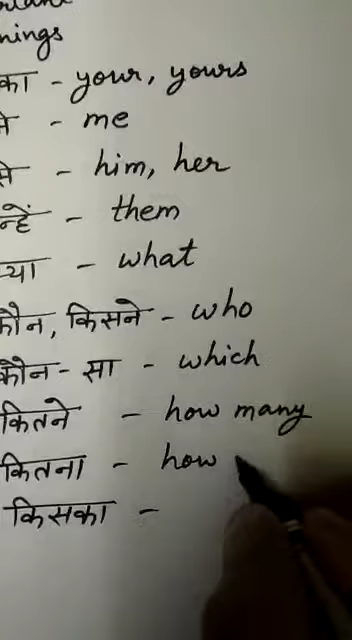 nings
का - your, yours
- me
से - him, her
न्हें - them
क्या - what
कौन, किसने - who
कौन - सा - which
कितने - how many
कितना - how
किसका -